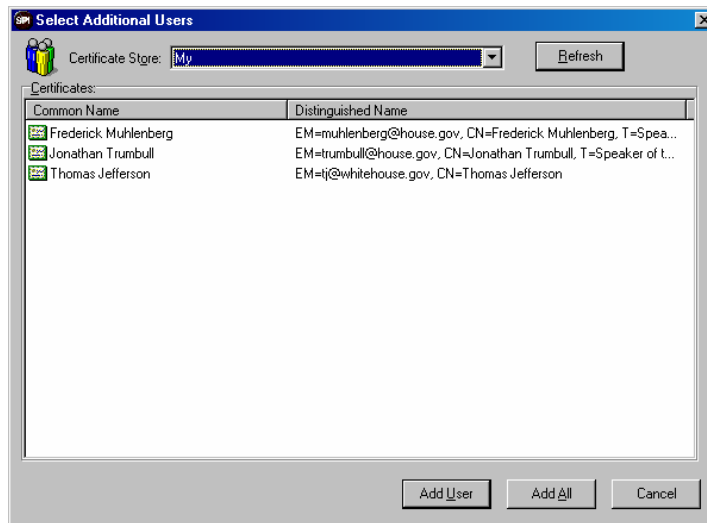 SIPI Select Additional Users
Certificate Store: My Refresh
Certificates:
Common Name Distinguished Name
Frederick Muhlenberg EM=muhlenberg@house.gov, CN=Frederick Muhlenberg, T=Spea...
Jonathan Trumbull EM=trumbull@house.gov, CN=Jonathan Trumbull, T=Speaker of t...
Thomas Jefferson EM=tj@whitehouse.gov, CN=Thomas Jefferson
Add User Add All Cancel